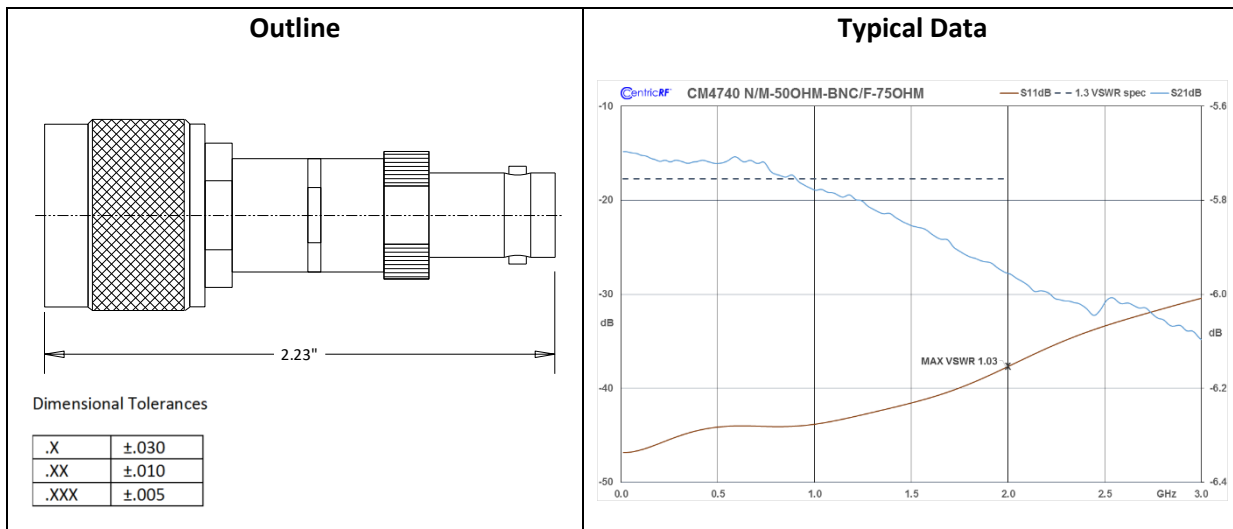 Outline
2.23"
Dimensional Tolerances
.X ±.030
.XX ±.010
.XXX ±.005
Typical Data
CentricRF CM4740 N/M-50OHM-BNC/F-75OHM
S11dB 1.3 VSWR spec S21dB
-10 -5.6
-20 -5.8
-30 -6.0
dB dB
MAX VSWR 1.03
-40 -6.2
-50 -6.4
0.0 0.5 1.0 1.5 2.0 2.5 GHz 3.0